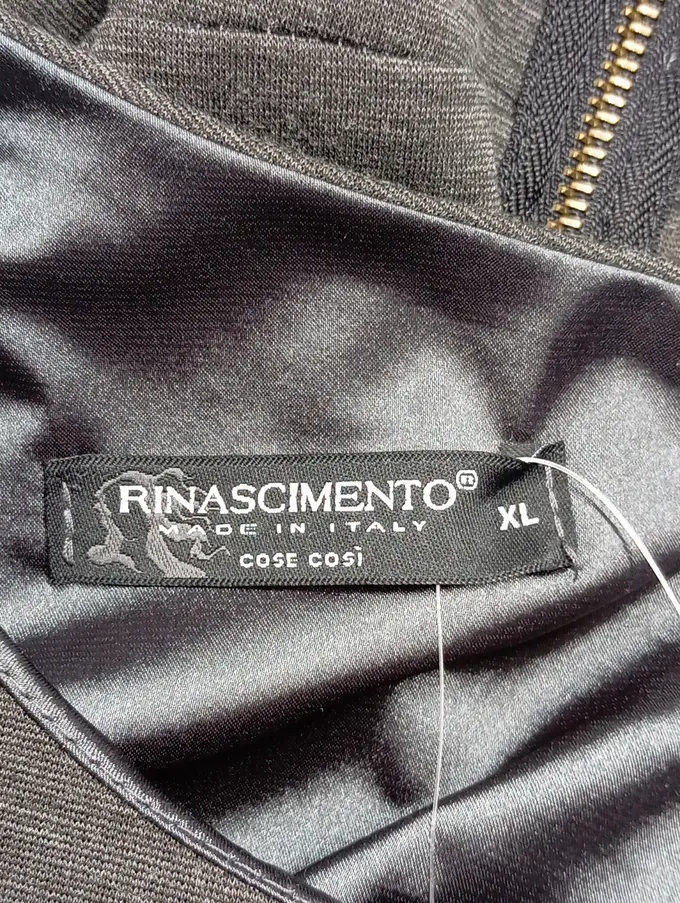 RINASCIMENTO®
MADE IN ITALY
COSE COSÌ
XL